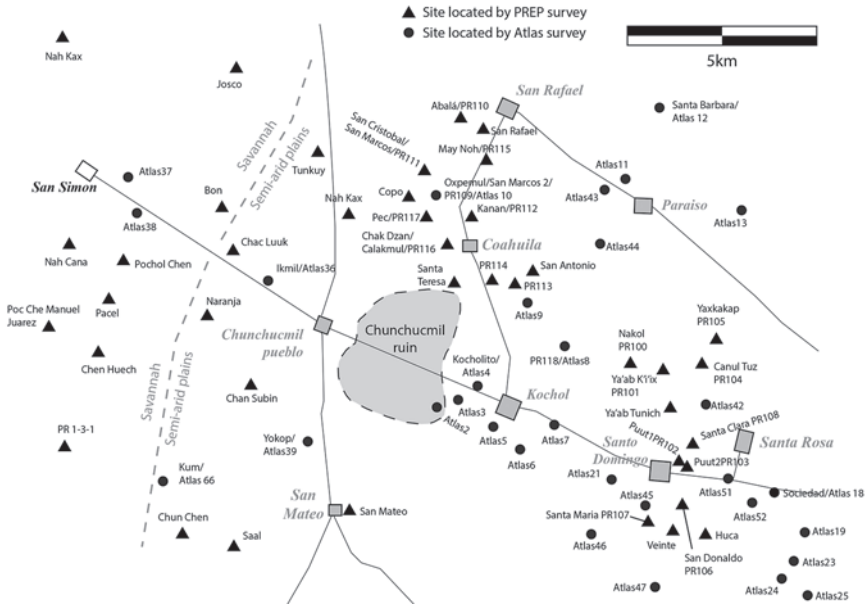 Site located by PREP survey
Site located by Atlas survey
5km
Nah Kax
Josco
Savannah
Semi-arid plains
San Rafael
Abalá/PR110
San Rafael
San Cristobal/
San Marcos/PR111
May Noh/PR115
Santa Barbara/
Atlas 12
San Simon
Atlas37
Tunkuy
Atlas11
Atlas43
Bon
Copo
Oxpemul/San Marcos 2/
PR109/Atlas 10
Paraiso
Atlas13
Atlas38
Nah Kax
Pec/PR117
Kanan/PR112
Nah Cana
Pochol Chen
Chac Luuk
Chak Dzan/
Calakmul/PR116
Coahuila
Atlas44
Ikmil/Atlas36
Santa
Teresa
PR114
San Antonio
PR113
Poc Che Manuel
Juarez
Pacel
Naranja
Atlas9
Chunchucmil
pueblo
Chunchucmil
ruin
Yaxkakap
PR105
Nakol
PR100
Chen Huech
PR118/Atlas8
Kocholito/
Atlas4
Ya'ab K'i'ix
PR101
Canul Tuz
PR104
Chan Subin
Kochol
Atlas3
Atlas2
Ya'ab Tunich
Atlas42
Savannah
Semi-arid plains
PR 1-3-1
Yokop/
Atlas39
Atlas5
Atlas7
Atlas6
Puut1PR102
Santa Clara PR108
Santo
Domingo
Puut2PR103
Santa Rosa
Kum/
Atlas 66
Atlas21
Atlas51
Sociedad/Atlas 18
San
Mateo
San Mateo
Atlas45
Atlas52
Santa Maria PR107
Chun Chen
Saal
Atlas46
Veinte
San Donaldo
PR106
Huca
Atlas19
Atlas23
Atlas47
Atlas24
Atlas25